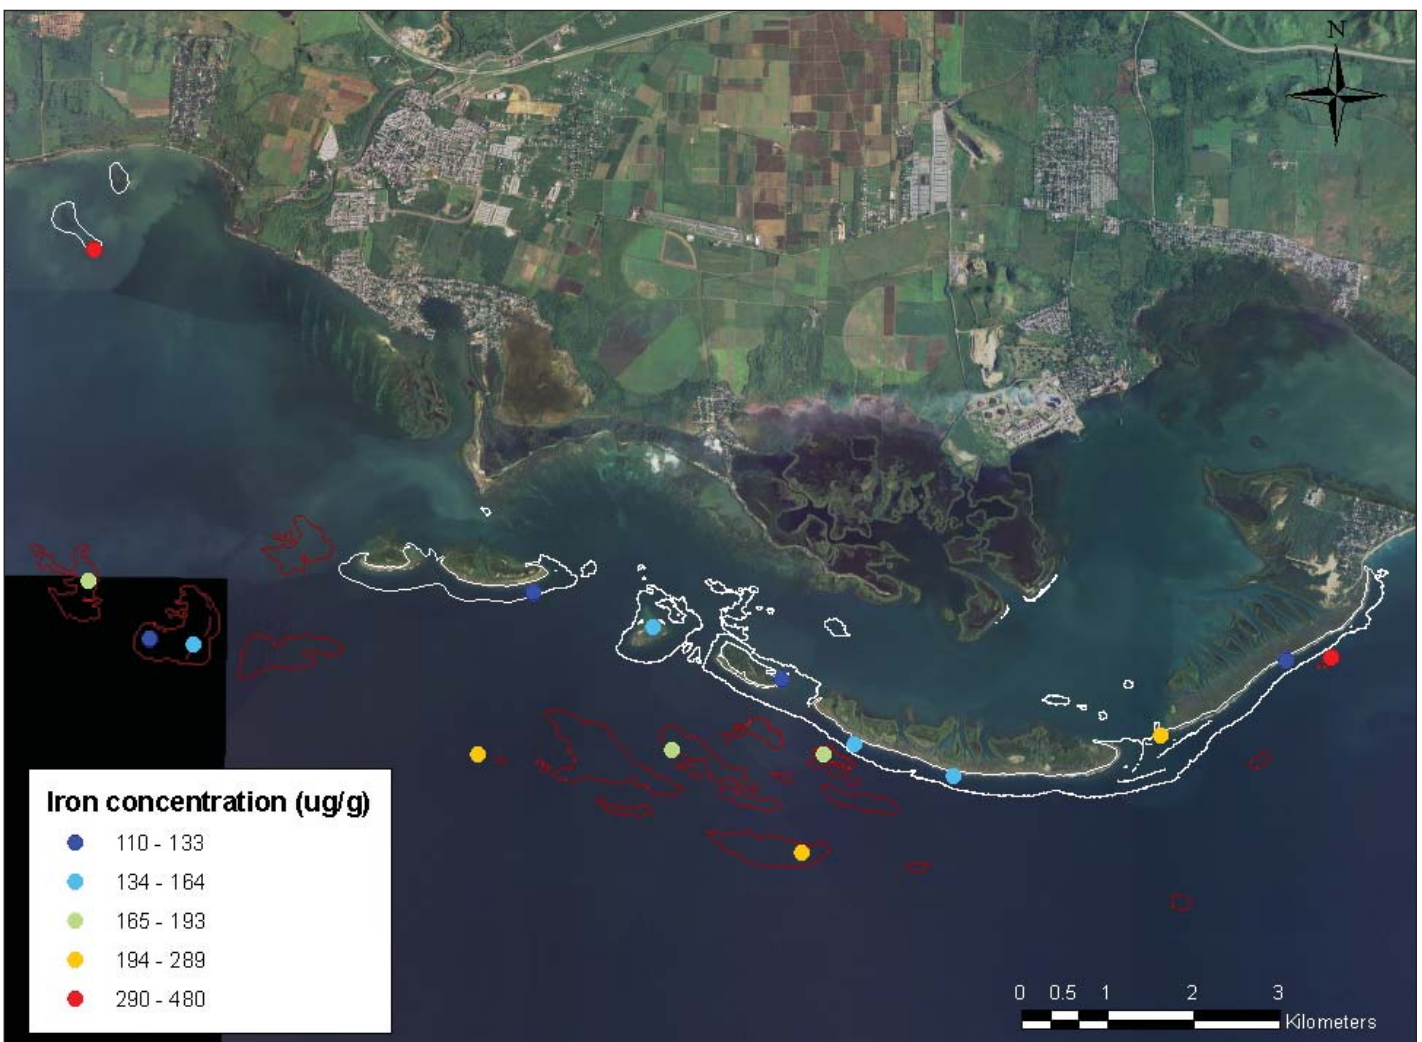 N
Iron concentration (ug/g)
110 - 133
134 - 164
165 - 193
194 - 289
290 - 480
0 0.5 1 2 3
Kilometers